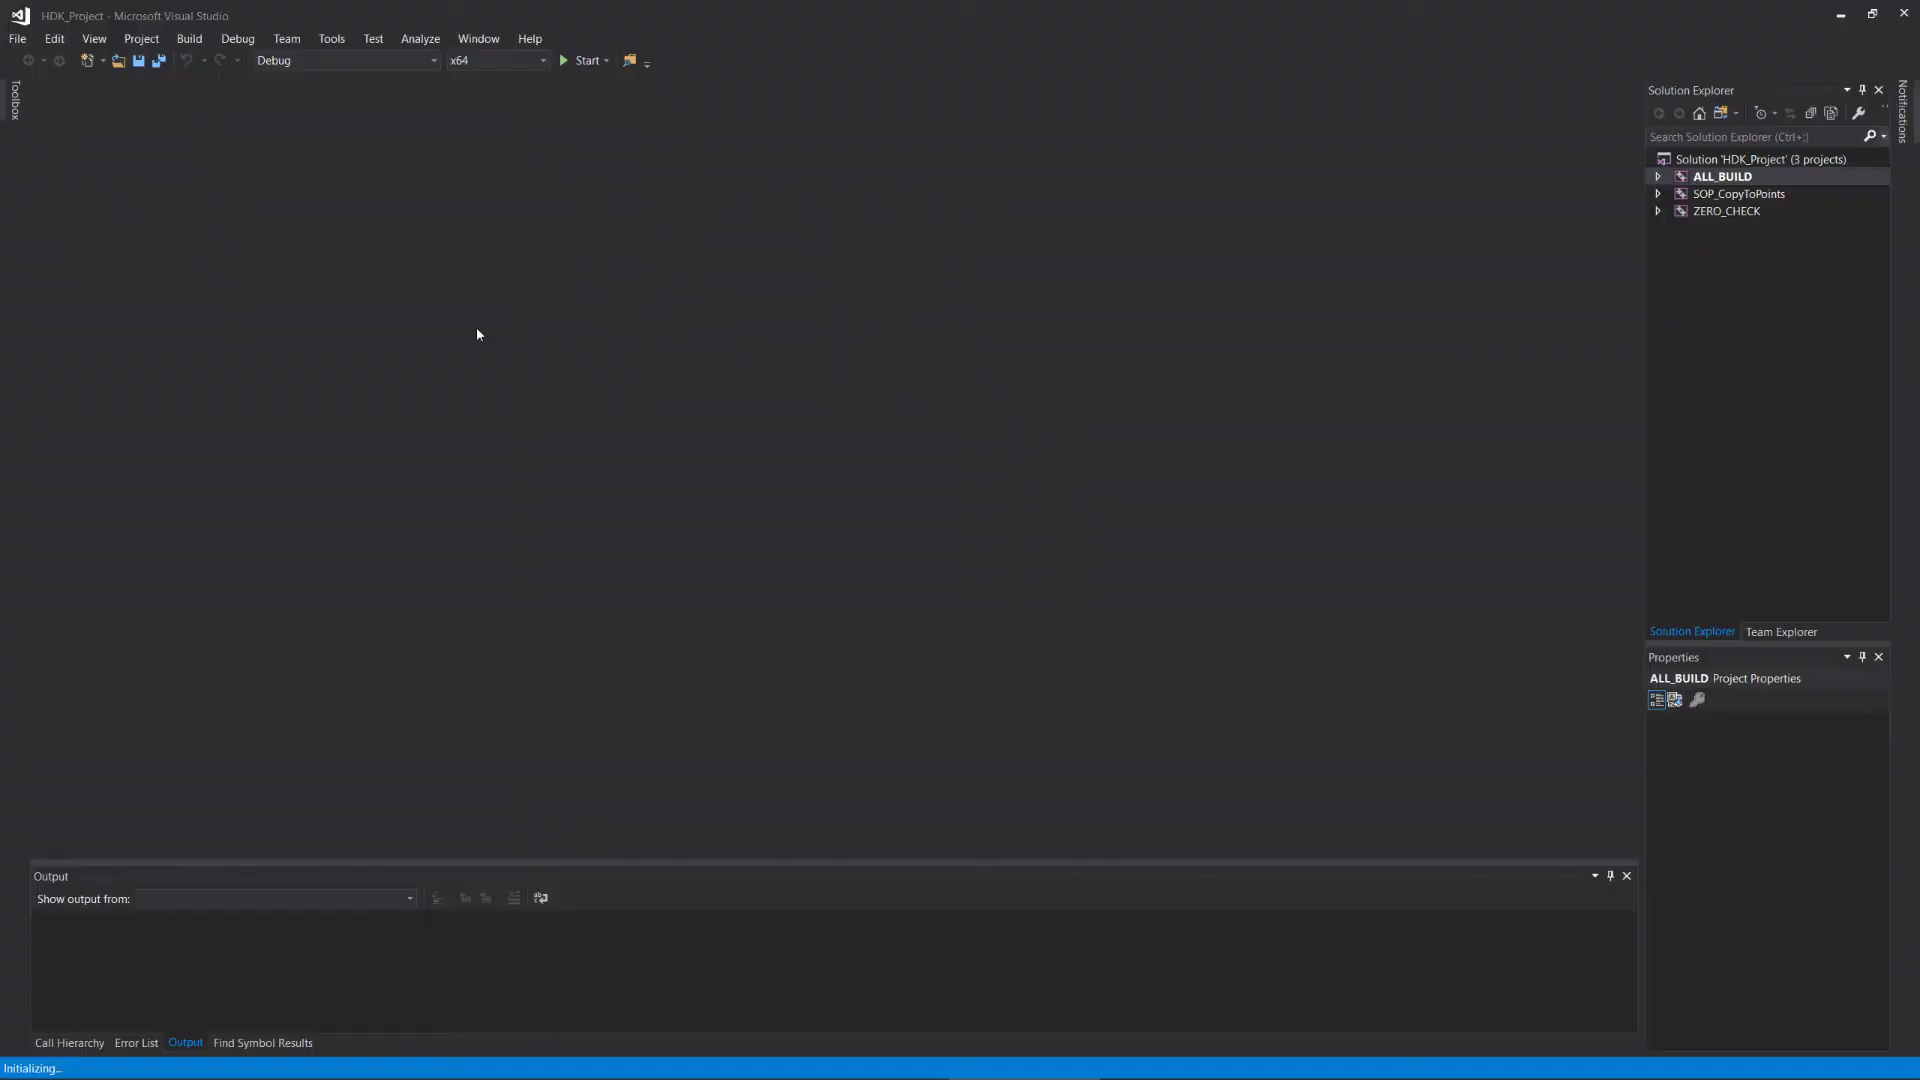 HDK_Project - Microsoft Visual Studio
File Edit View Project Build Debug Team Tools Test Analyze Window Help
Debug x64 Start
Toolbox
Solution Explorer
Notifications
Search Solution Explorer (Ctrl+;)
Solution 'HDK_Project' (3 projects)
ALL_BUILD
SOP_CopyToPoints
ZERO_CHECK
Solution Explorer Team Explorer
Properties
ALL_BUILD Project Properties
Output
Show output from:
Call Hierarchy Error List Output Find Symbol Results
Initializing...